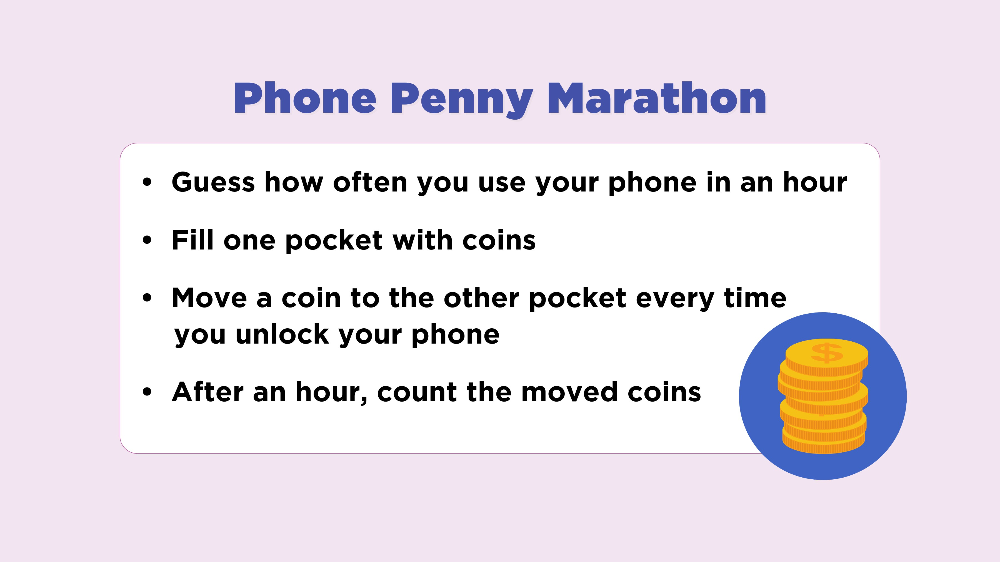 Phone Penny Marathon
• Guess how often you use your phone in an hour
• Fill one pocket with coins
• Move a coin to the other pocket every time
you unlock your phone
• After an hour, count the moved coins
$